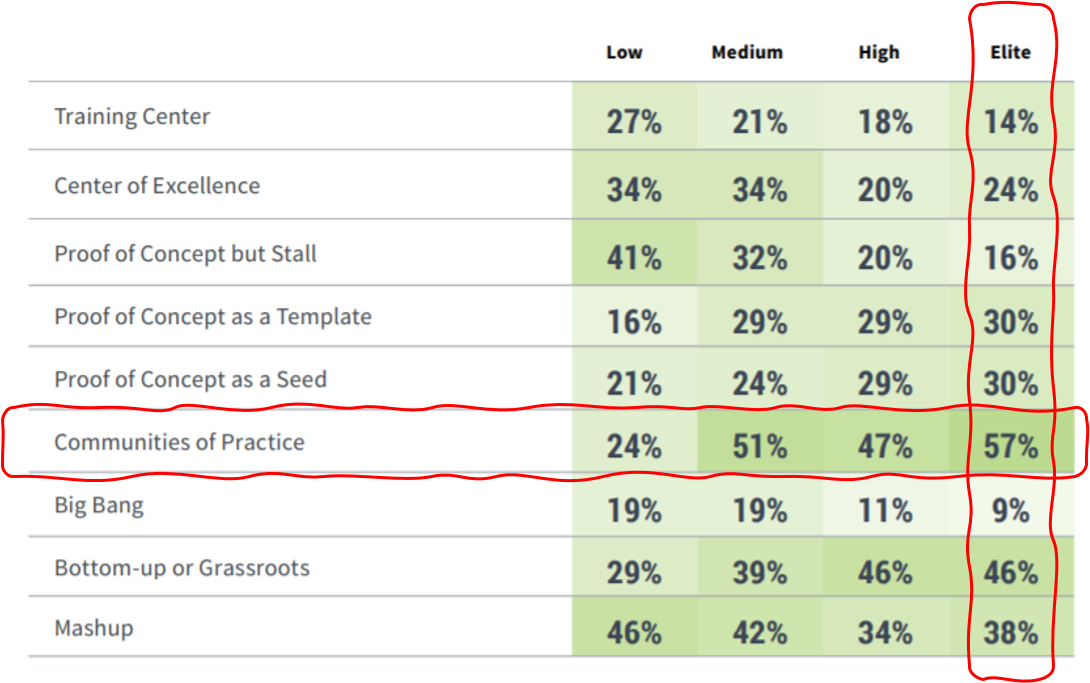 Low Medium High Elite
Training Center 27% 21% 18% 14%
Center of Excellence 34% 34% 20% 24%
Proof of Concept but Stall 41% 32% 20% 16%
Proof of Concept as a Template 16% 29% 29% 30%
Proof of Concept as a Seed 21% 24% 29% 30%
Communities of Practice 24% 51% 47% 57%
Big Bang 19% 19% 11% 9%
Bottom-up or Grassroots 29% 39% 46% 46%
Mashup 46% 42% 34% 38%